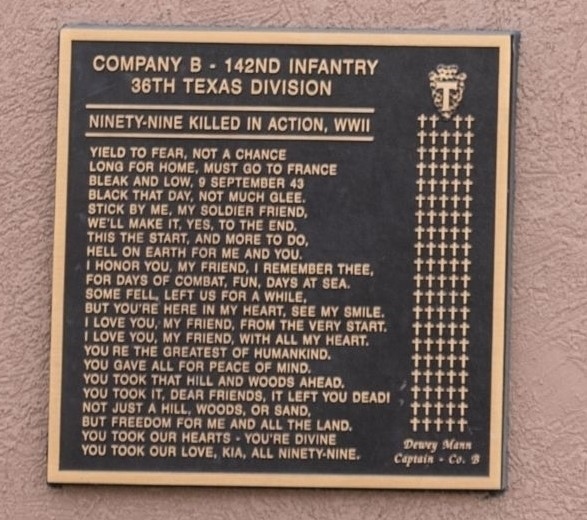 COMPANY B - 142ND INFANTRY
36TH TEXAS DIVISION
NINETY-NINE KILLED IN ACTION, WWII
T
YIELD TO FEAR, NOT A CHANCE
LONG FOR HOME, MUST GO TO FRANCE
BLEAK AND LOW, 9 SEPTEMBER 43
BLACK THAT DAY, NOT MUCH GLEE.
STICK BY ME, MY SOLDIER FRIEND,
WE'LL MAKE IT, YES, TO THE END.
THIS THE START, AND MORE TO DO,
HELL ON EARTH FOR ME AND YOU.
I HONOR YOU, MY FRIEND, I REMEMBER THEE,
FOR DAYS OF COMBAT, FUN, DAYS AT SEA.
SOME FELL, LEFT US FOR A WHILE,
BUT YOU'RE HERE IN MY HEART, SEE MY SMILE.
I LOVE YOU, MY FRIEND, FROM THE VERY START.
I LOVE YOU, MY FRIEND, WITH ALL MY HEART.
YOU'RE THE GREATEST OF HUMANKIND.
YOU GAVE ALL FOR PEACE OF MIND.
YOU TOOK THAT HILL AND WOODS AHEAD.
YOU TOOK IT, DEAR FRIENDS, IT LEFT YOU DEAD!
NOT JUST A HILL, WOODS, OR SAND,
BUT FREEDOM FOR ME AND ALL THE LAND.
YOU TOOK OUR HEARTS - YOU'RE DIVINE
YOU TOOK OUR LOVE, KIA, ALL NINETY-NINE.
Dewey Mann
Captain - Co. B